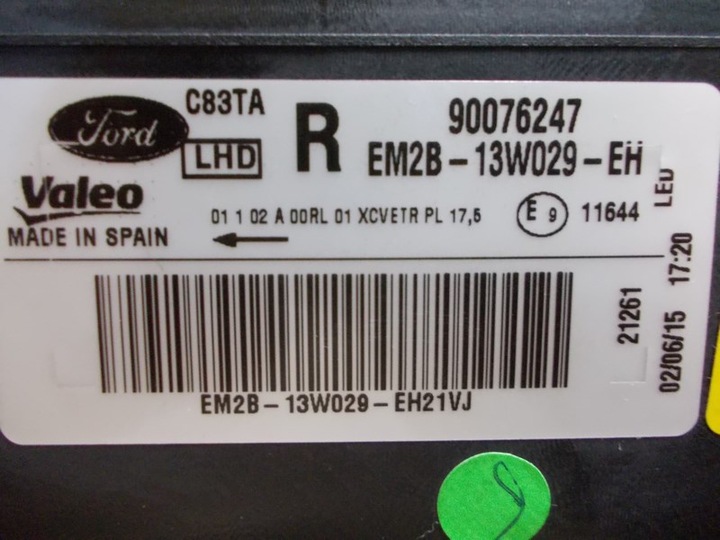 Ford C83TA R 90076247
LHD EM2B-13W029-EH
Valeo 01 1 02 A 00RL 01 XCVETR PL 17,5 E 9 11644
MADE IN SPAIN
LED
21261
02/06/15 17:20
EM2B-13W029-EH21VJ